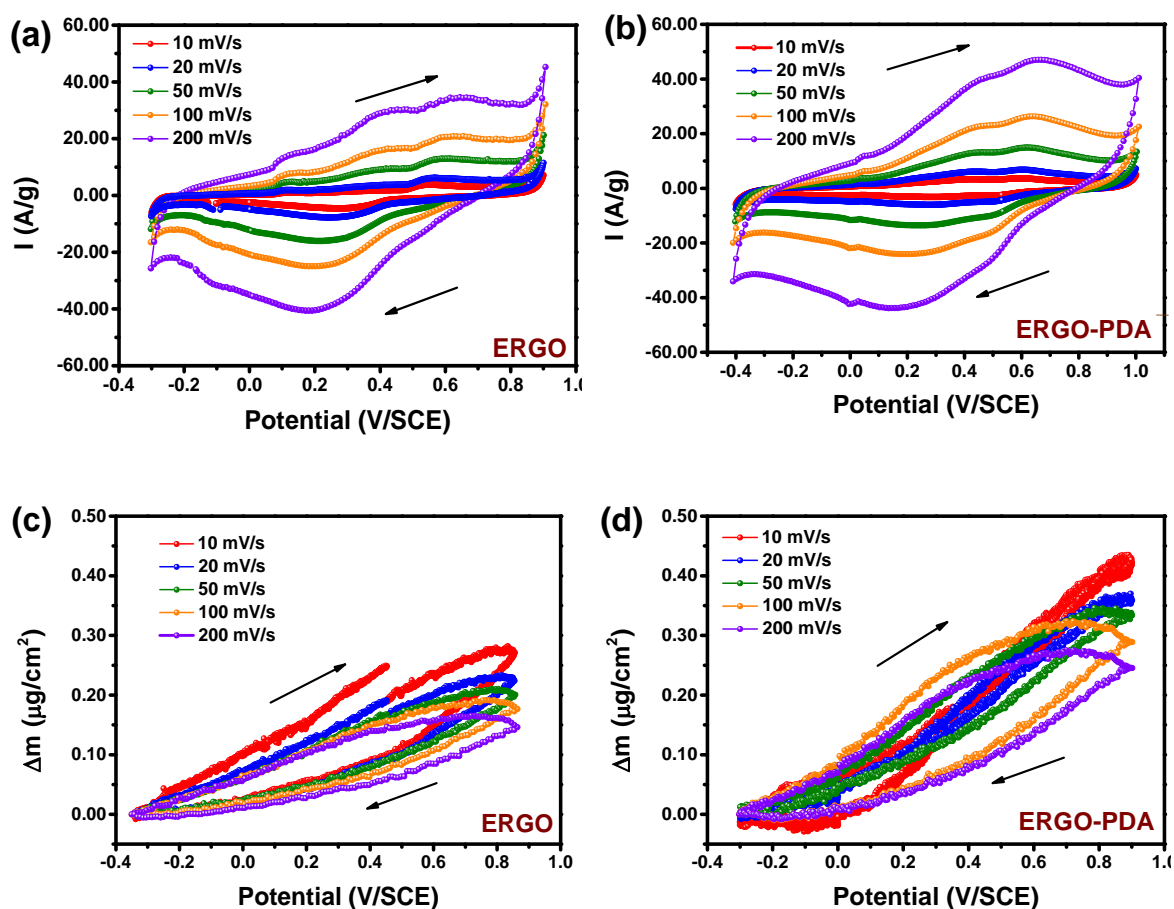 (a)
60.00
40.00
20.00
0.00
-20.00
-40.00
-60.00
I (A/g)
10 mV/s
20 mV/s
50 mV/s
100 mV/s
200 mV/s
ERGO
-0.4 -0.2 0.0 0.2 0.4 0.6 0.8 1.0
Potential (V/SCE)
(b)
60.00
40.00
20.00
0.00
-20.00
-40.00
-60.00
I (A/g)
10 mV/s
20 mV/s
50 mV/s
100 mV/s
200 mV/s
ERGO-PDA
-0.4 -0.2 0.0 0.2 0.4 0.6 0.8 1.0
Potential (V/SCE)
(c)
0.50
0.40
0.30
0.20
0.10
0.00
Δm (μg/cm²)
10 mV/s
20 mV/s
50 mV/s
100 mV/s
200 mV/s
ERGO
-0.4 -0.2 0.0 0.2 0.4 0.6 0.8 1.0
Potential (V/SCE)
(d)
0.50
0.40
0.30
0.20
0.10
0.00
Δm (μg/cm²)
10 mV/s
20 mV/s
50 mV/s
100 mV/s
200 mV/s
ERGO-PDA
-0.4 -0.2 0.0 0.2 0.4 0.6 0.8 1.0
Potential (V/SCE)